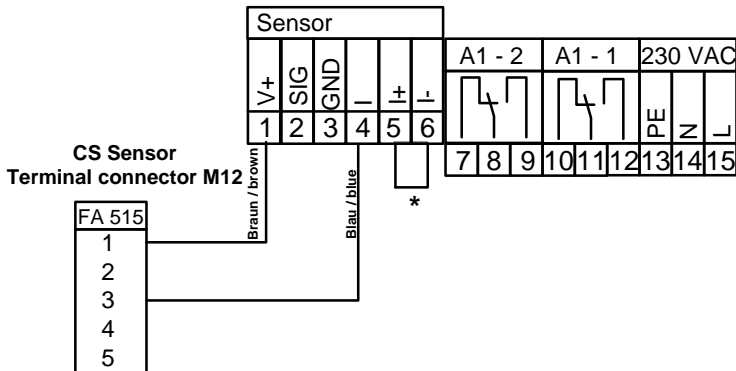 Sensor
V+ SIG GND I I+ I-
1 2 3 4 5 6
A1 - 2 A1 - 1 230 VAC
PE N L
7 8 9 10 11 12 13 14 15
CS Sensor
Terminal connector M12
Braun / brown
Blau / blue
*
FA 515
1
2
3
4
5